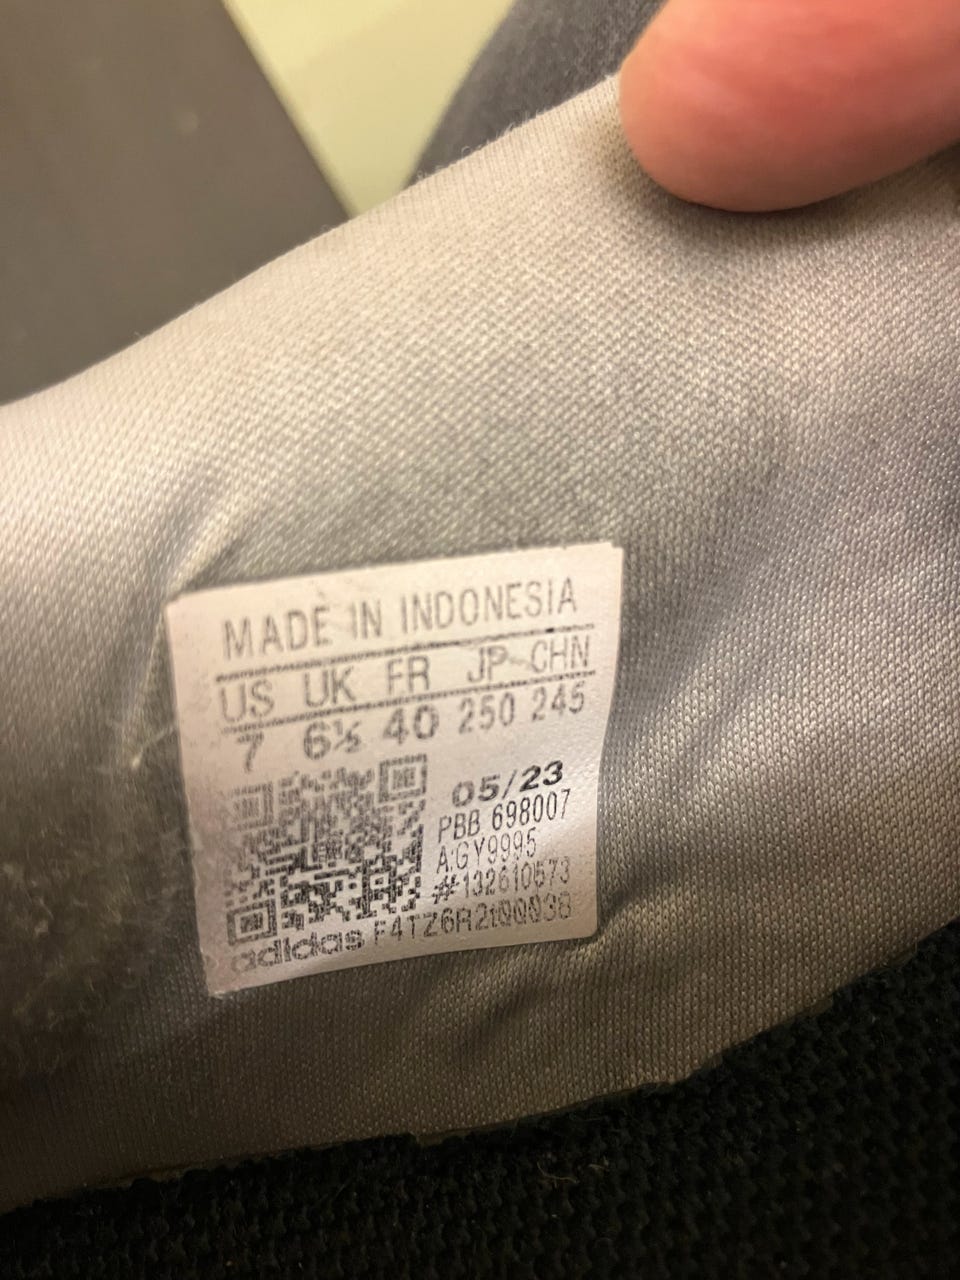 MADE IN INDONESIA
US UK FR JP CHN
7 6½ 40 250 245
05/23
PBB 698007
A:GY9995
#132610573
adidas F4TZ6R2t00038